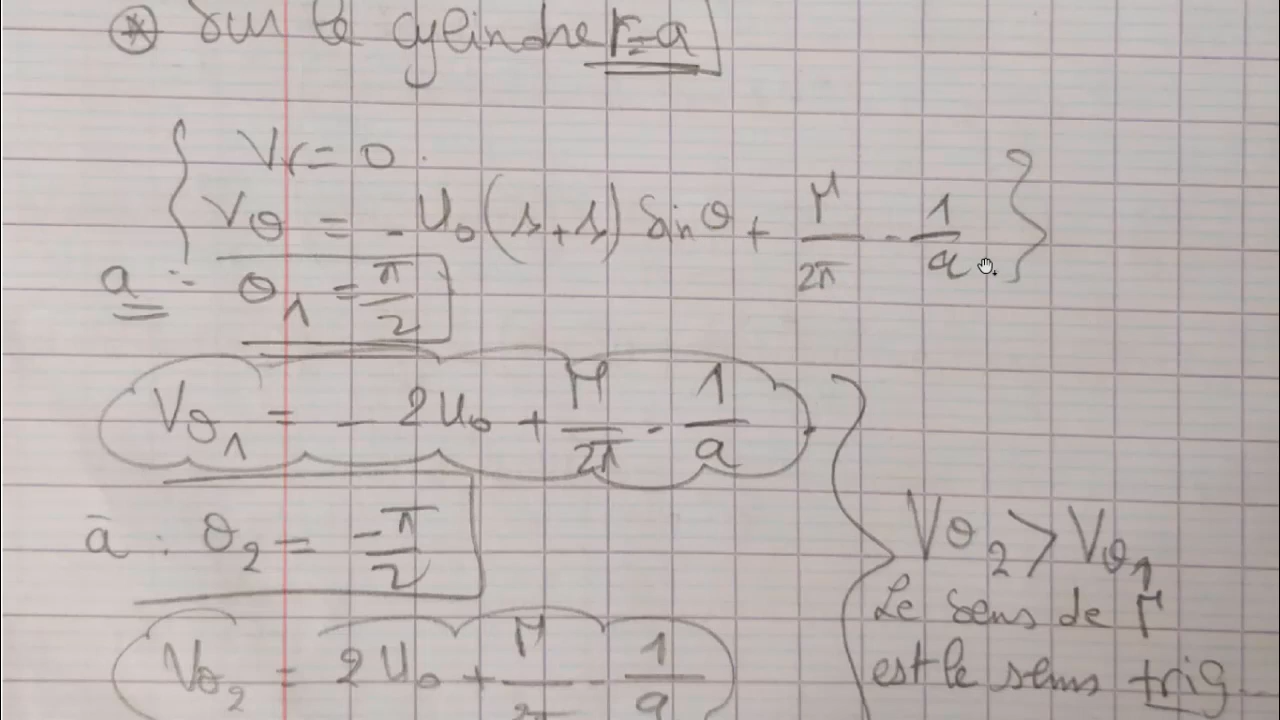 ⊛ Sur le cylindre r=a
Vr = 0.
Vθ = -U₀(1+1) sinθ + Γ/2π · 1/a
a : θ₁ = π/2
Vθ₁ = - 2U₀ + Γ/2π · 1/a
à : θ₂ = -π/2
Vθ₂ > Vθ₁
Le sens de Γ
est le sens trig
Vθ₂ = 2U₀ + Γ/2π · 1/a